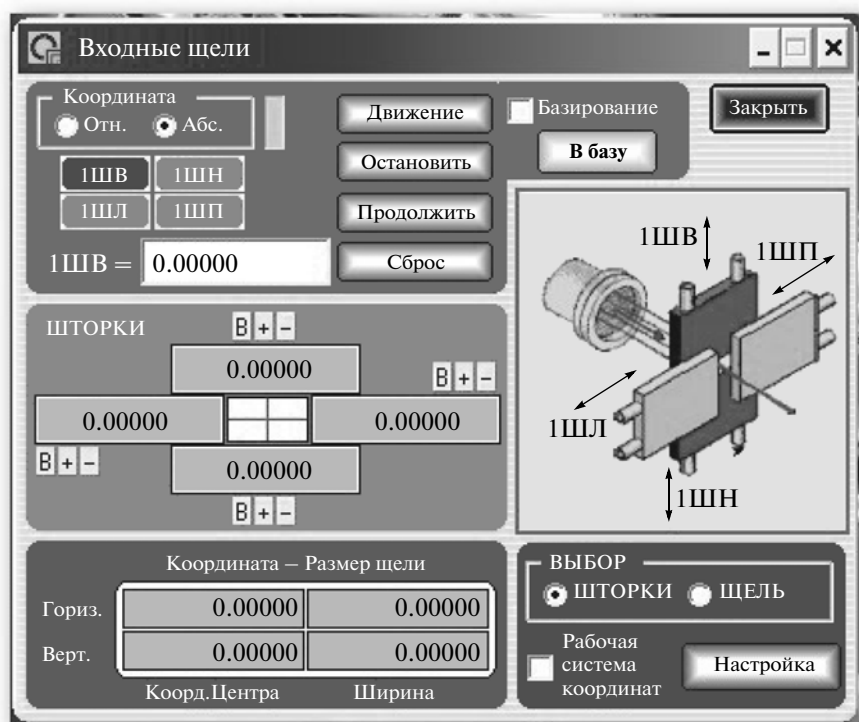 Входные щели
Координата
Отн. Абс.
1ШВ 1ШН
1ШЛ 1ШП
1ШВ = 0.00000
Движение
Остановить
Продолжить
Сброс
Базирование
В базу
Закрыть
ШТОРКИ
В + −
0.00000
В + −
0.00000 0.00000
В + −
0.00000
В + −
1ШВ
1ШП
1ШЛ
1ШН
Координата – Размер щели
Гориз. 0.00000 0.00000
Верт. 0.00000 0.00000
Коорд.Центра Ширина
ВЫБОР
ШТОРКИ ЩЕЛЬ
Рабочая
система
координат
Настройка